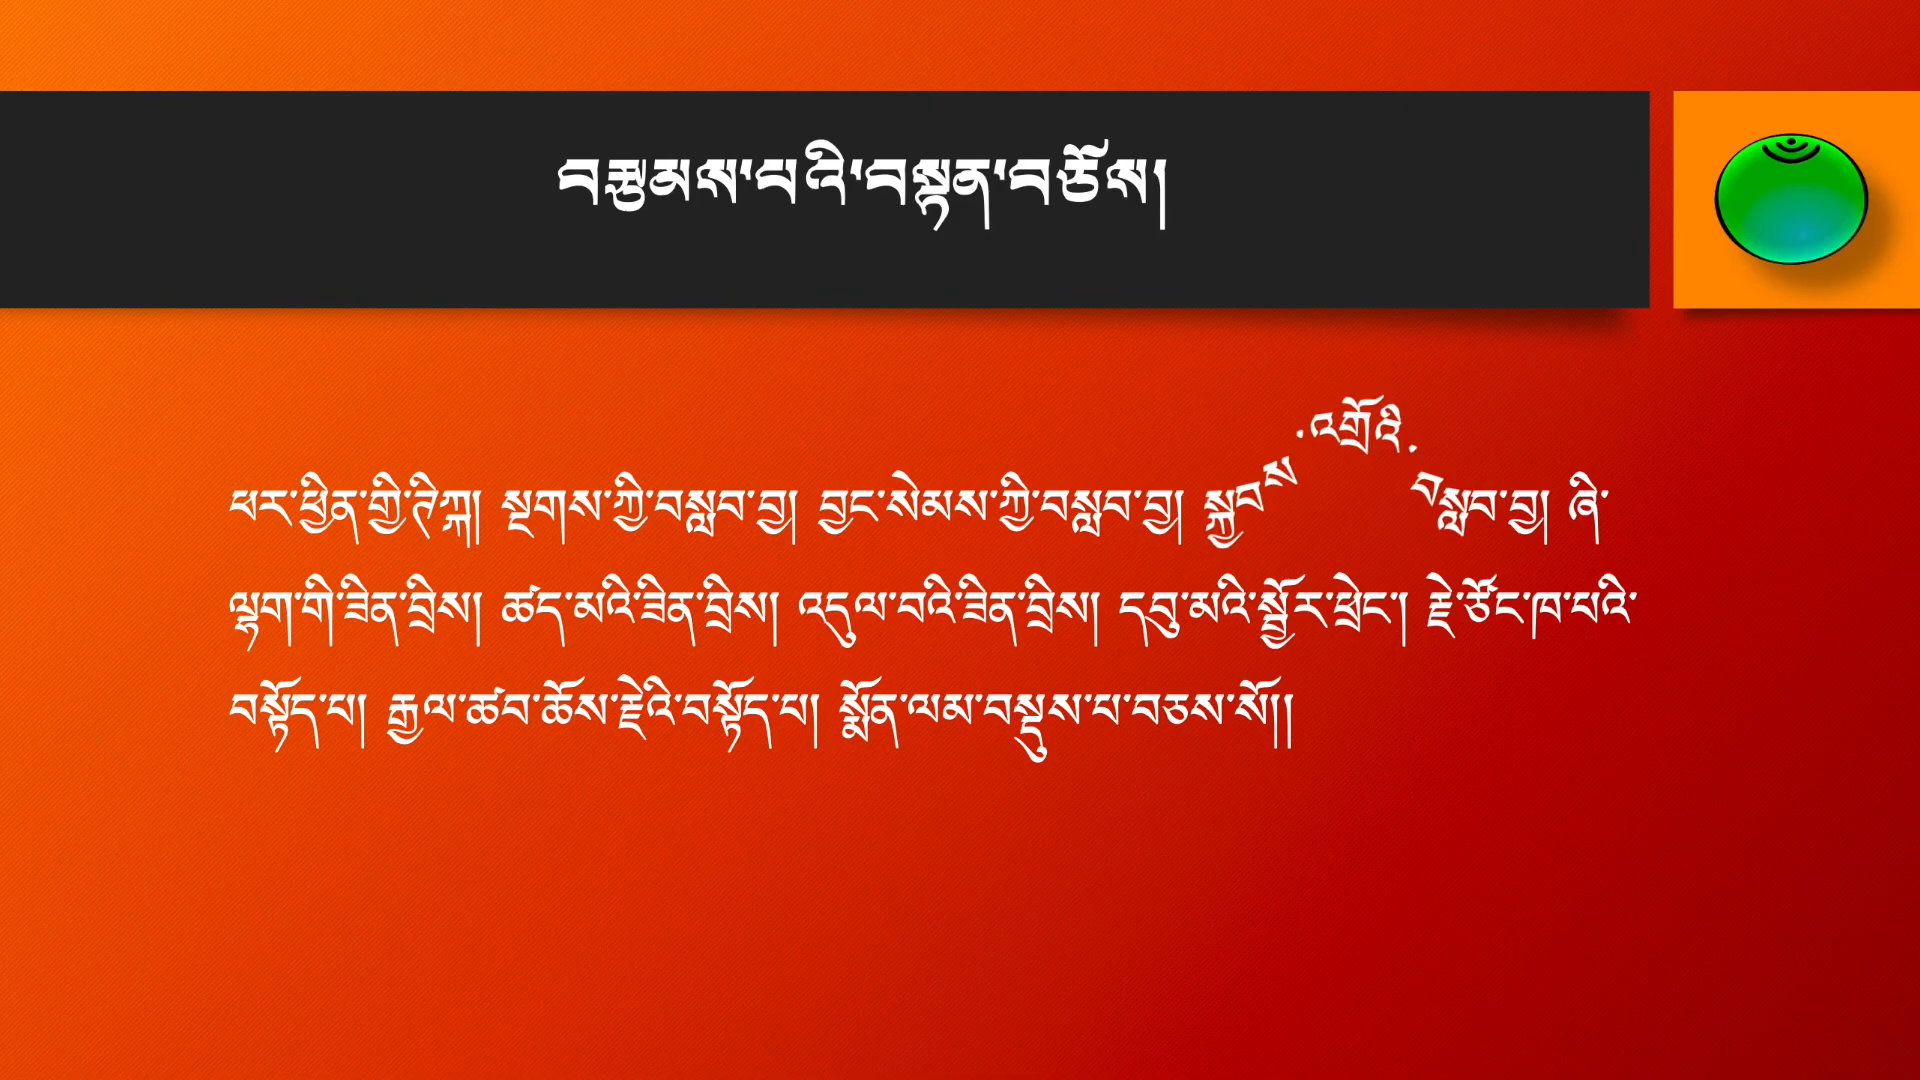 བརྩམས་པའི་བསྟན་བཅོས།
ཕར་ཕྱིན་གྱི་ཊཱིཀྐ། སྔགས་ཀྱི་བསླབ་བྱ། བྱང་སེམས་ཀྱི་བསླབ་བྱ། སྐྱབས་འགྲོའི་བསླབ་བྱ། ཞི་
ལྷག་གི་ཟིན་བྲིས། ཚད་མའི་ཟིན་བྲིས། འདུལ་བའི་ཟིན་བྲིས། དབུ་མའི་སྦྱོར་ཕྲེང་། རྗེ་ཙོང་ཁ་པའི་
བསྟོད་པ། རྒྱལ་ཚབ་ཆོས་རྗེའི་བསྟོད་པ། སྨོན་ལམ་བསྡུས་པ་བཅས་སོ།།